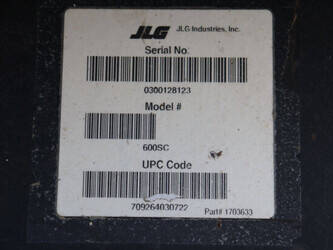 JLG JLG Industries, Inc.
Serial No.
0300128123
Model #
600SC
UPC Code
709264030722
Part# 1703633